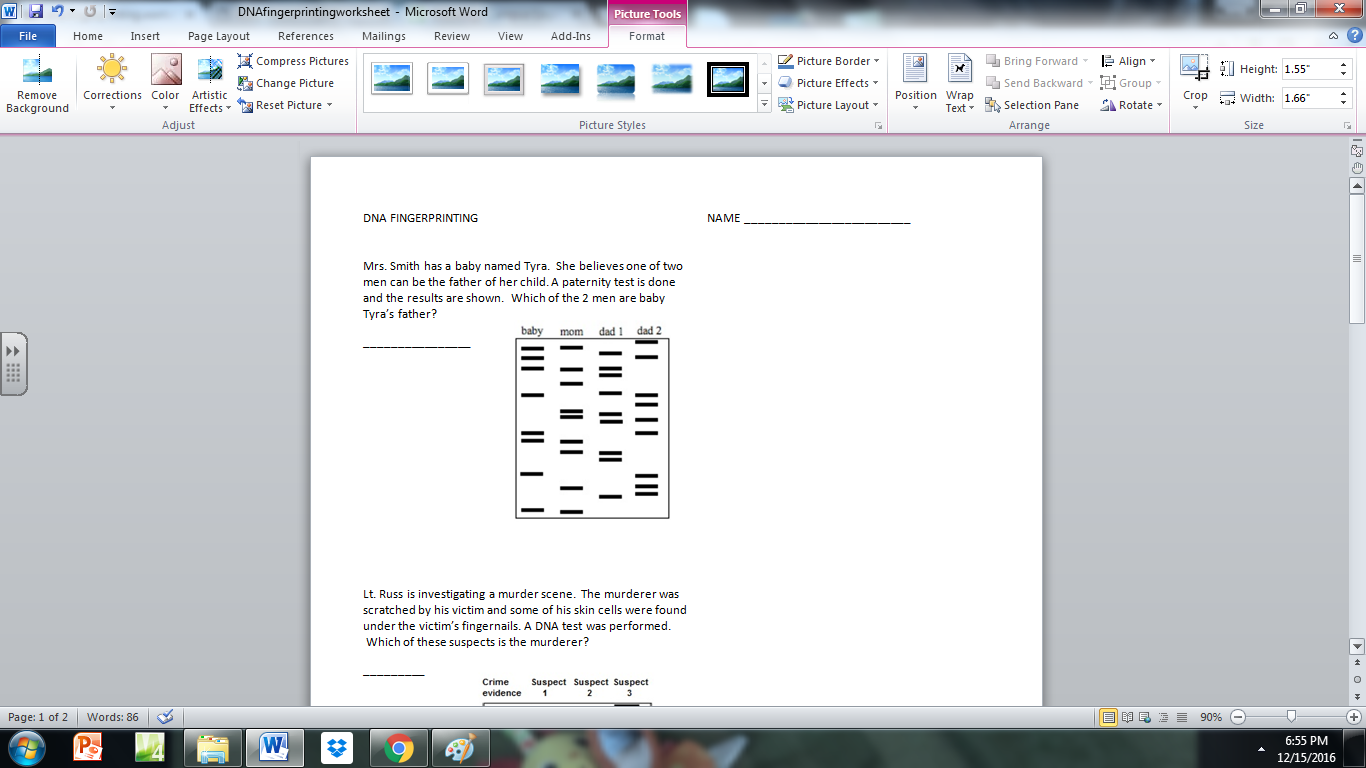 DNAfingerprintingworksheet - Microsoft Word
Picture Tools
File Home Insert Page Layout References Mailings Review View Add-Ins Format
Remove Background
Corrections
Color
Artistic Effects
Compress Pictures
Change Picture
Reset Picture
Adjust
Picture Styles
Picture Border
Picture Effects
Picture Layout
Position
Wrap Text
Bring Forward
Send Backward
Selection Pane
Align
Group
Rotate
Arrange
Crop
Height: 1.55"
Width: 1.66"
Size
DNA FINGERPRINTING NAME __________________________
Mrs. Smith has a baby named Tyra. She believes one of two
men can be the father of her child. A paternity test is done
and the results are shown. Which of the 2 men are baby
Tyra's father?
________________
baby mom dad 1 dad 2
Lt. Russ is investigating a murder scene. The murderer was
scratched by his victim and some of his skin cells were found
under the victim's fingernails. A DNA test was performed.
Which of these suspects is the murderer?
_________
Crime Suspect Suspect Suspect
evidence 1 2 3
Page: 1 of 2 Words: 86 90%
6:55 PM
12/15/2016